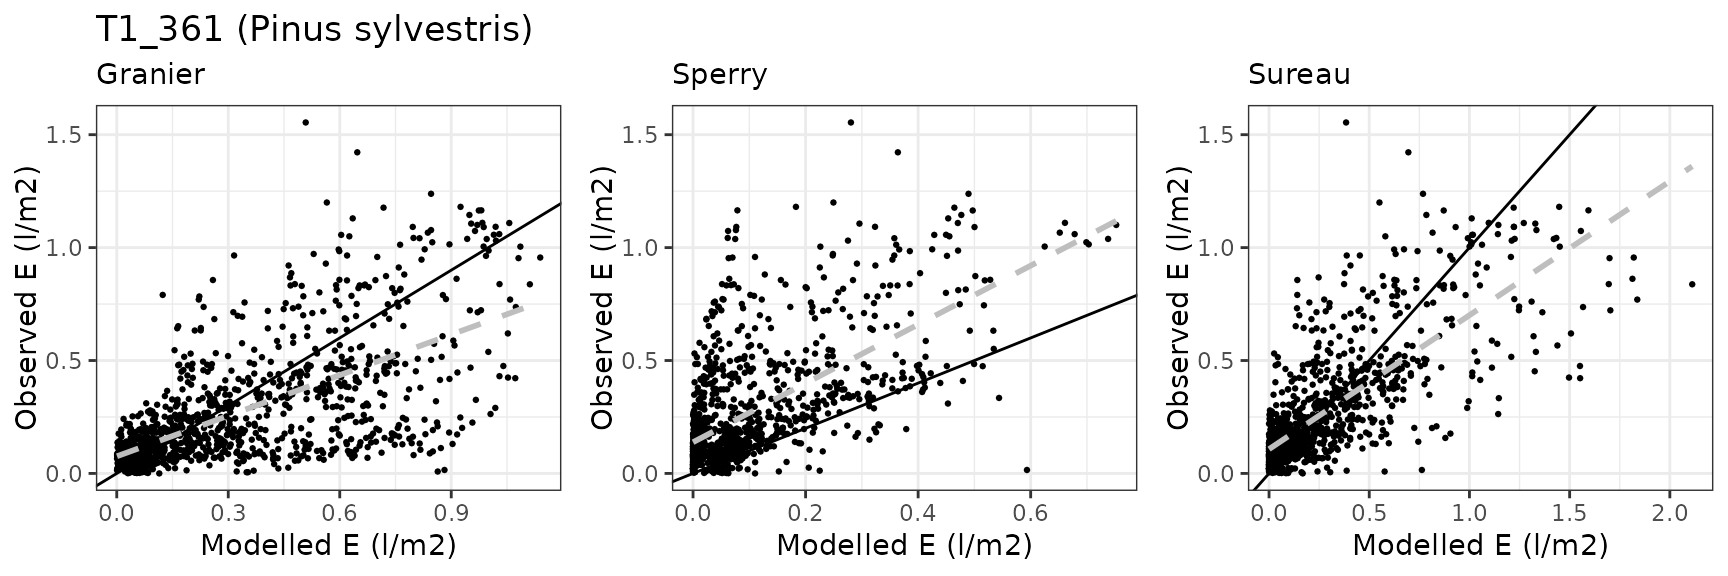 T1_361 (Pinus sylvestris)
Granier
Sperry
Sureau
Observed E (l/m2)
1.5
1.0
0.5
0.0
0.0 0.3 0.6 0.9
Modelled E (l/m2)
Observed E (l/m2)
1.5
1.0
0.5
0.0
0.0 0.2 0.4 0.6
Modelled E (l/m2)
Observed E (l/m2)
1.5
1.0
0.5
0.0
0.0 0.5 1.0 1.5 2.0
Modelled E (l/m2)